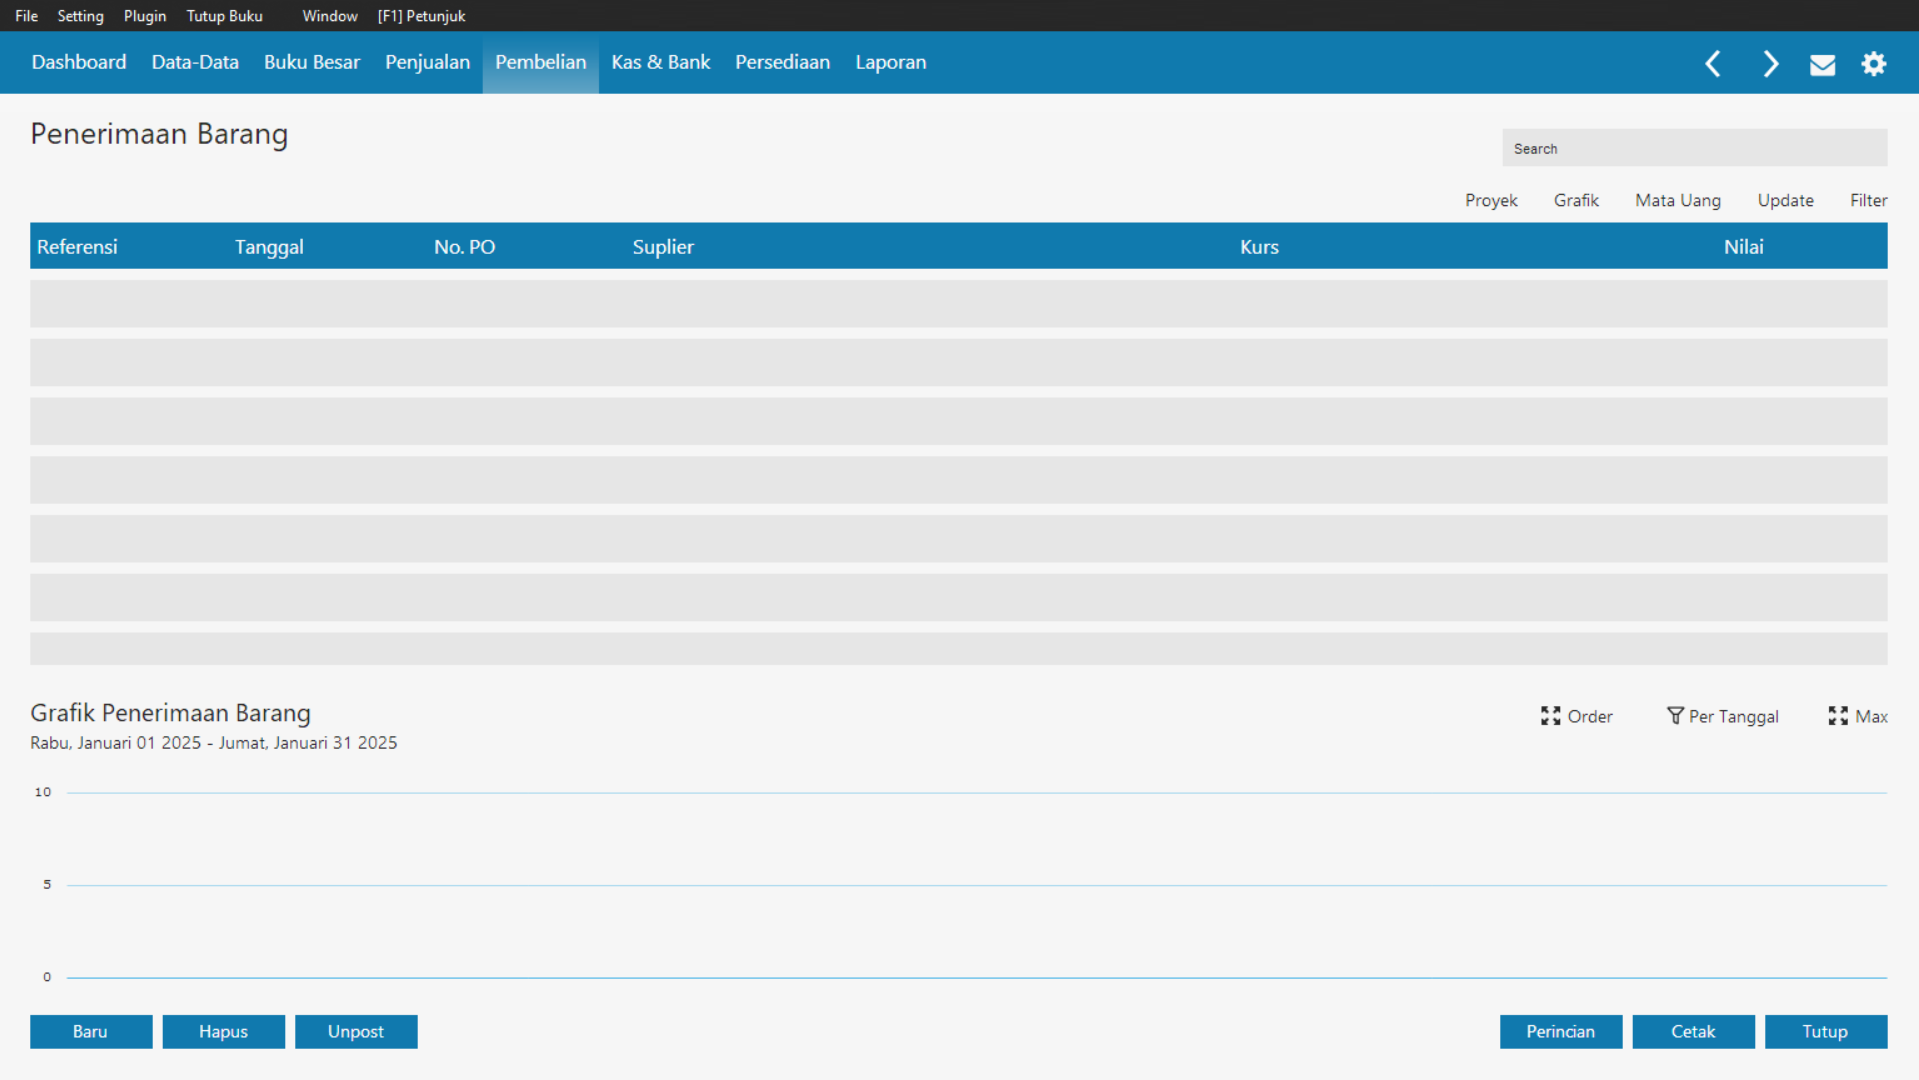 File Setting Plugin Tutup Buku Window [F1] Petunjuk
Dashboard Data-Data Buku Besar Penjualan Pembelian Kas & Bank Persediaan Laporan
Penerimaan Barang
Search
Proyek Grafik Mata Uang Update Filter
Referensi Tanggal No. PO Suplier Kurs Nilai
Grafik Penerimaan Barang
Order Per Tanggal Max
Rabu, Januari 01 2025 - Jumat, Januari 31 2025
10
5
0
Baru Hapus Unpost Perincian Cetak Tutup